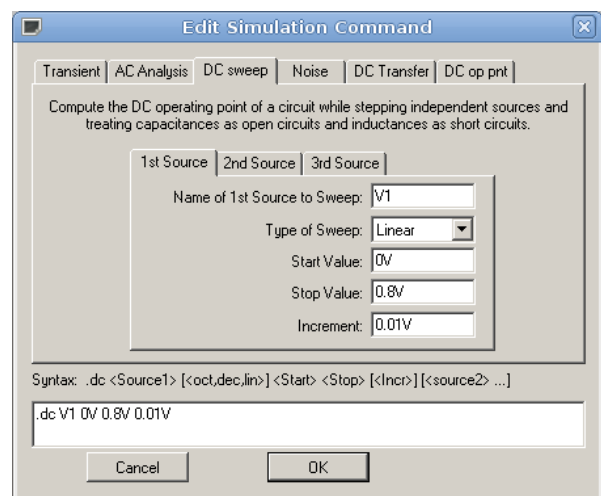 Edit Simulation Command
Transient AC Analysis DC sweep Noise DC Transfer DC op pnt
Compute the DC operating point of a circuit while stepping independent sources and
treating capacitances as open circuits and inductances as short circuits.
1st Source 2nd Source 3rd Source
Name of 1st Source to Sweep: V1
Type of Sweep: Linear
Start Value: 0V
Stop Value: 0.8V
Increment: 0.01V
Syntax: .dc <Source1> [<oct,dec,lin>] <Start> <Stop> [<Incr>] [<source2> ...]
.dc V1 0V 0.8V 0.01V
Cancel OK